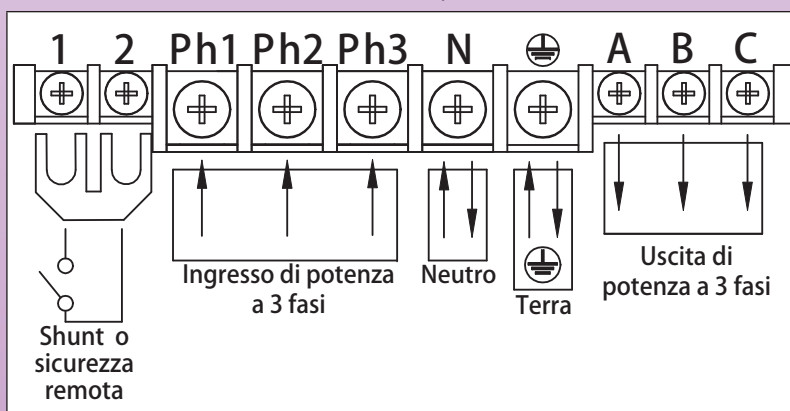 1 2 Ph1 Ph2 Ph3 N A B C
Ingresso di potenza
a 3 fasi
Neutro
Terra
Uscita di
potenza a 3 fasi
Shunt o
sicurezza
remota